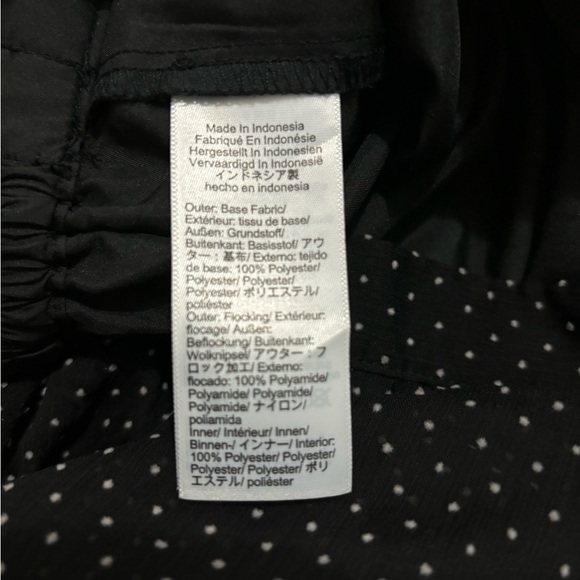 Made In Indonesia
Fabriqué En Indonésie
Hergestellt In Indonesien
Vervaardigd In Indonesië
インドネシア製
hecho en indonesia
Outer: Base Fabric/
Extérieur: tissu de base/
Außen: Grundstoff/
Buitenkant: Basisstof/ アウ
ター : 基布/ Externo: tejido
de base: 100% Polyester/
Polyester/ Polyester/
Polyester/ ポリエステル/
poliéster
Outer: Flocking/ Extérieur:
flocage/ Außen:
Beflockung/ Buitenkant:
Wolknipsel/ アウター : フ
ロック加工/ Externo:
flocado: 100% Polyamide/
Polyamide/ Polyamide/
Polyamide/ ナイロン/
poliamida
Inner/ Intérieur/ Innen/
Binnen-/ インナー/ Interior:
100% Polyester/ Polyester/
Polyester/ Polyester/ ポリ
エステル/ poliéster